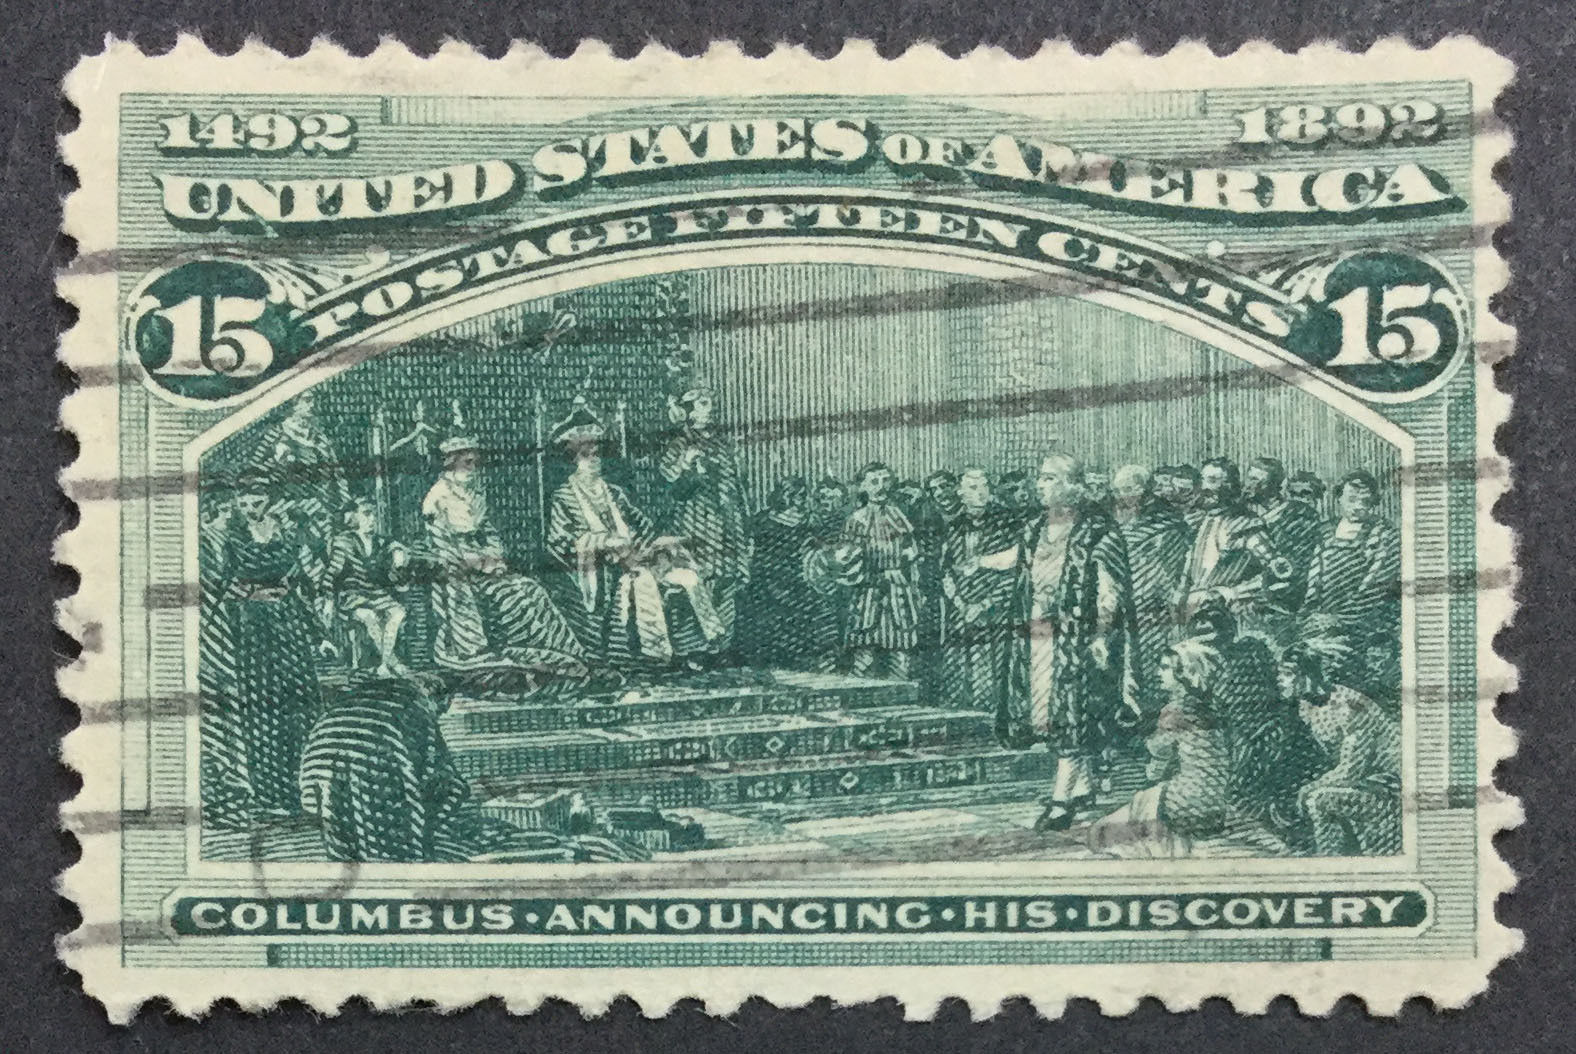 1492 1892
UNITED STATES OF AMERICA
POSTAGE FIFTEEN CENTS
15 15
COLUMBUS·ANNOUNCING·HIS·DISCOVERY